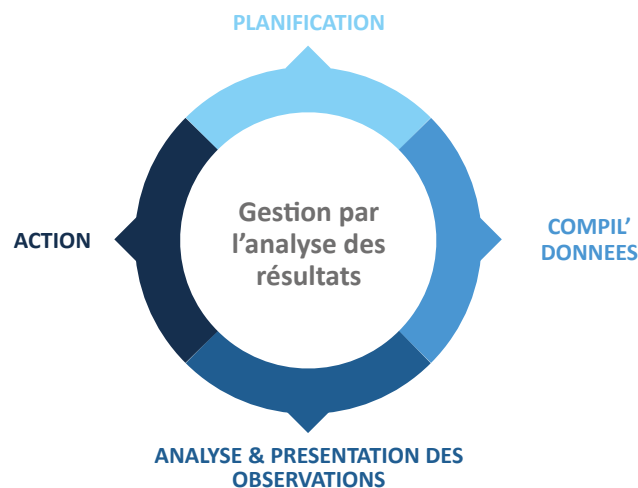 PLANIFICATION
Gestion par
l’analyse des
résultats
ACTION
COMPIL’
DONNEES
ANALYSE & PRESENTATION DES
OBSERVATIONS